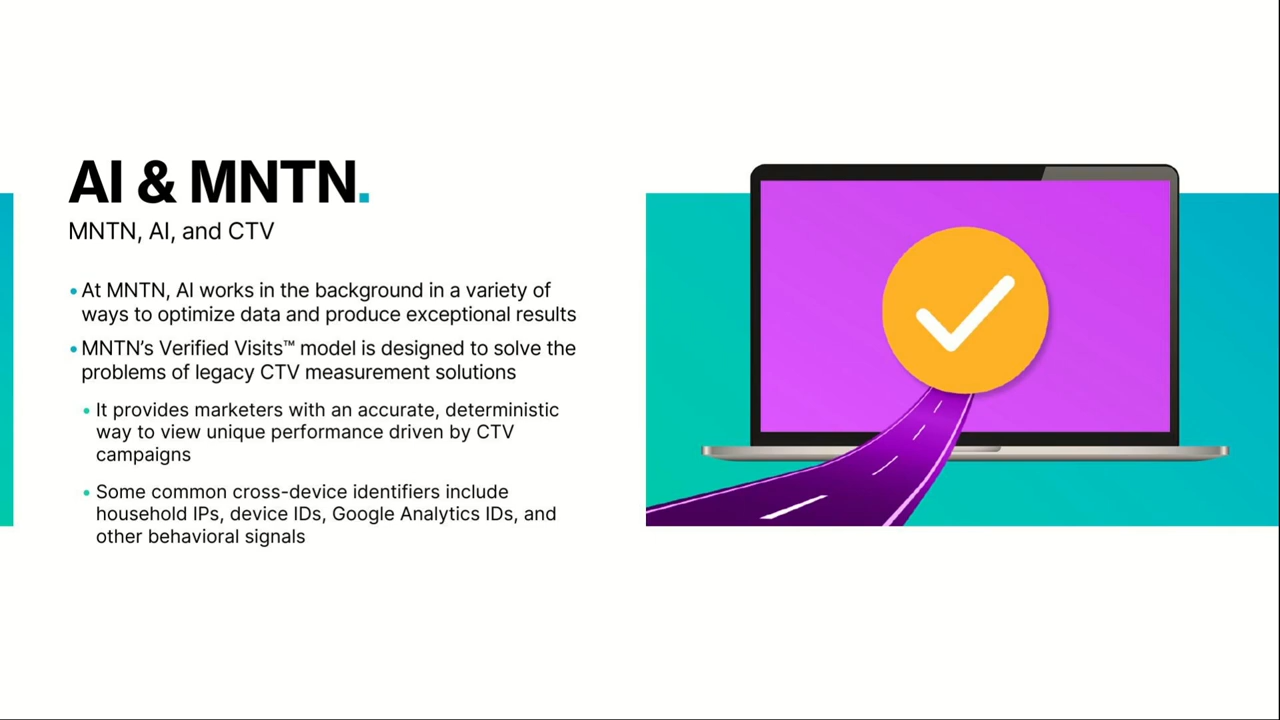 AI & MNTN.
MNTN, AI, and CTV
• At MNTN, AI works in the background in a variety of
ways to optimize data and produce exceptional results
• MNTN’s Verified Visits™ model is designed to solve the
problems of legacy CTV measurement solutions
• It provides marketers with an accurate, deterministic
way to view unique performance driven by CTV
campaigns
• Some common cross-device identifiers include
household IPs, device IDs, Google Analytics IDs, and
other behavioral signals